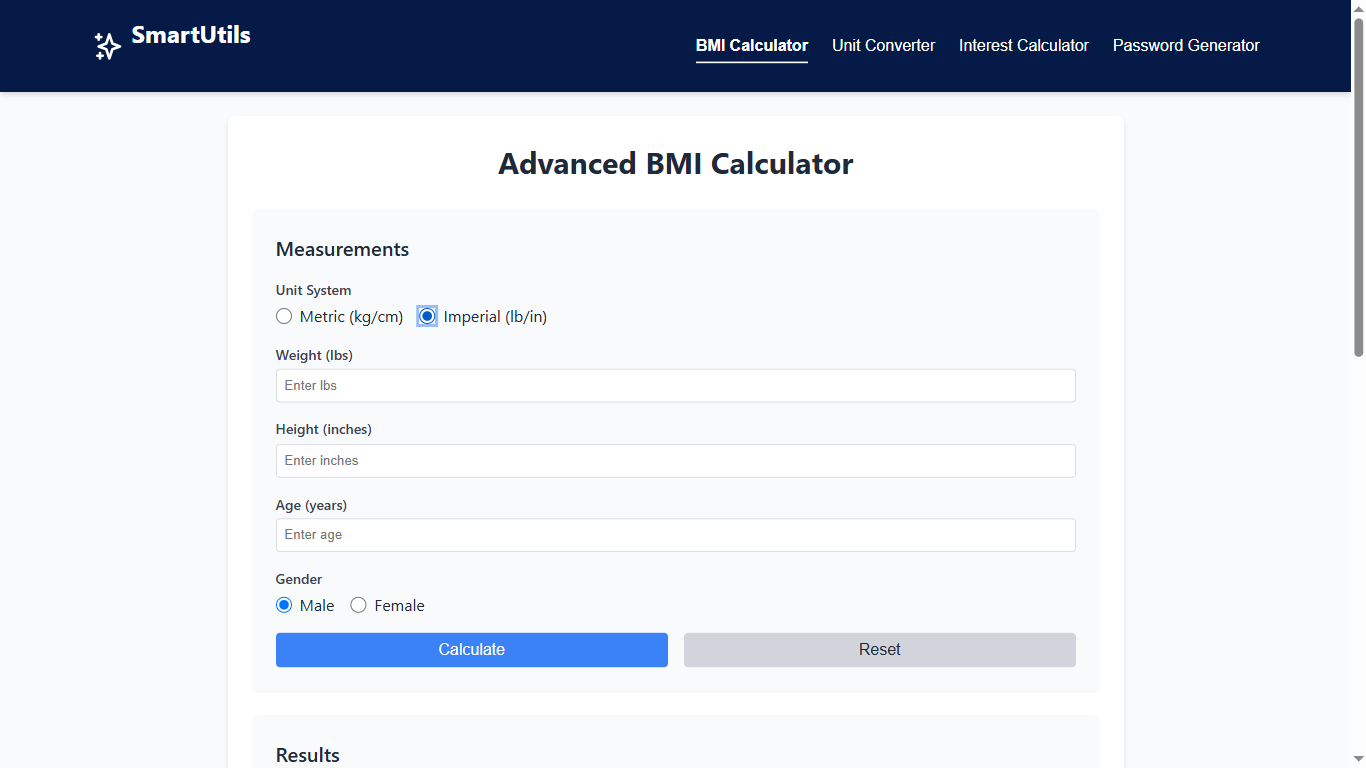 SmartUtils
BMI Calculator Unit Converter Interest Calculator Password Generator
Advanced BMI Calculator
Measurements
Unit System
Metric (kg/cm) Imperial (lb/in)
Weight (lbs)
Enter lbs
Height (inches)
Enter inches
Age (years)
Enter age
Gender
Male Female
Calculate Reset
Results